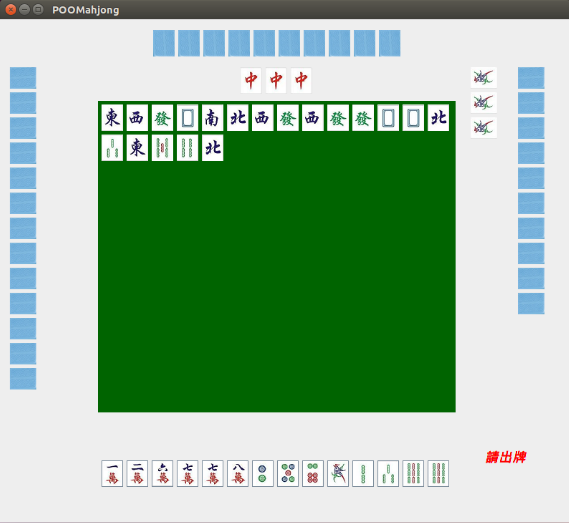 POOMahjong
中 中 中
東 西 發 南 北 西 發 西 發 發 北
東 北
一萬 二萬 六萬 七萬 七萬 八萬
請出牌